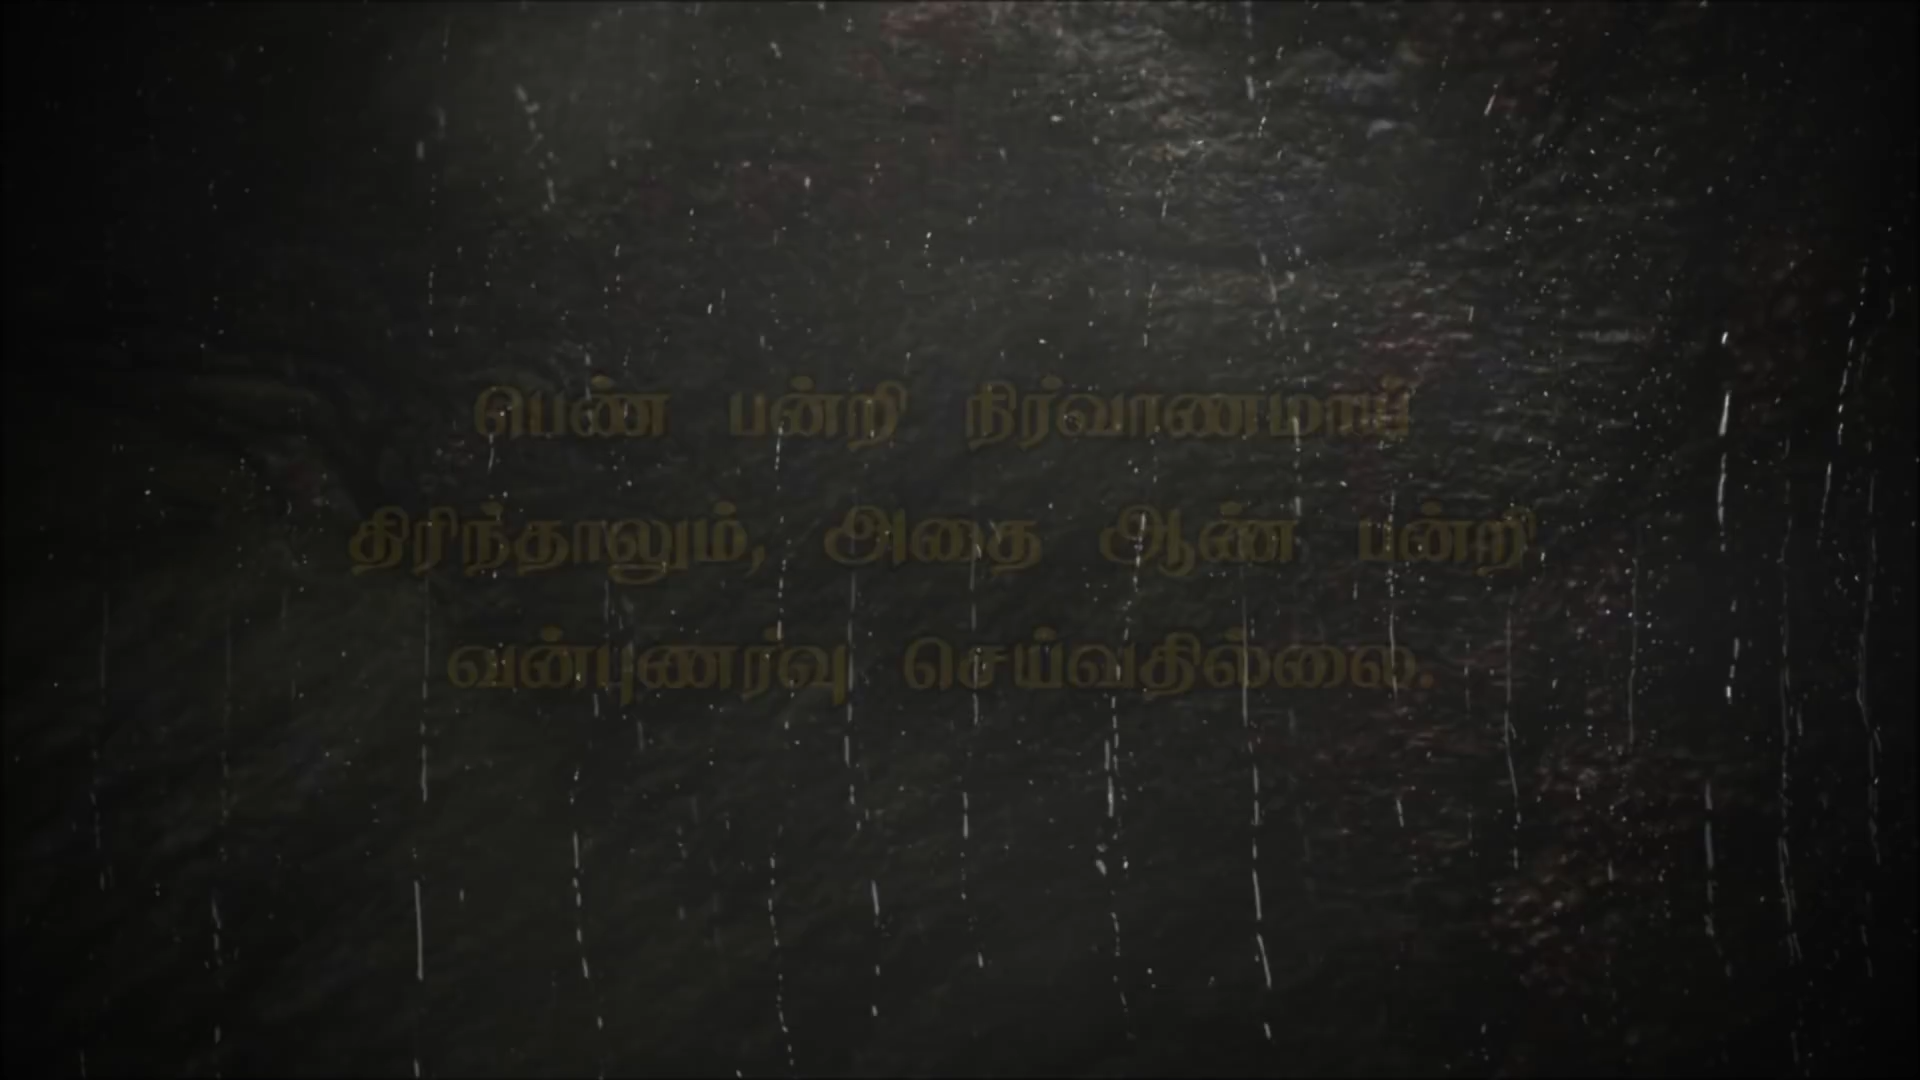 பெண் பன்றி நிர்வாணமாய்
திரிந்தாலும், அதை ஆண் பன்றி
வன்புணர்வு செய்வதில்லை.